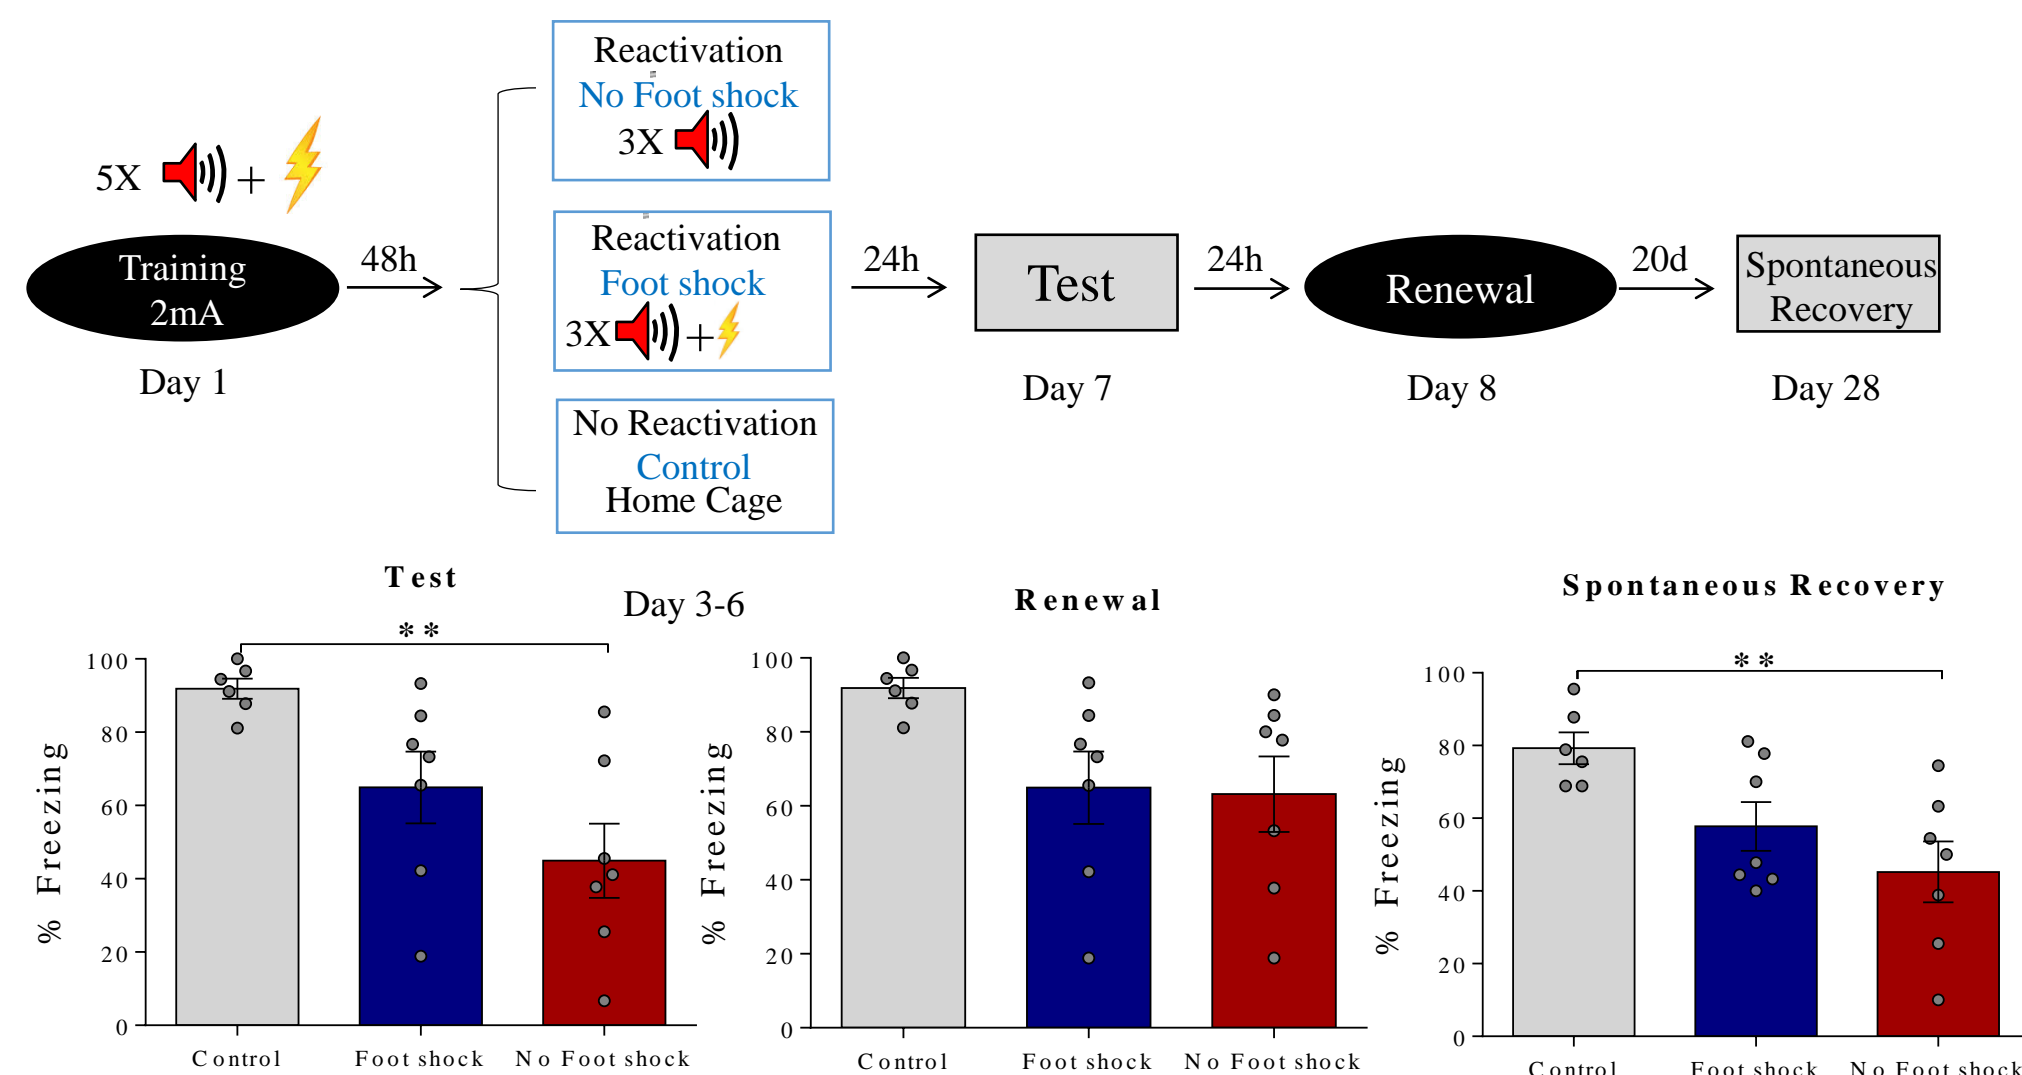 Reactivation
No Foot shock
3X
5X +
Training
2mA
48h
Reactivation
Foot shock
3X +
24h
Test
24h
Renewal
20d
Spontaneous
Recovery
Day 1
Day 7
Day 8
Day 28
No Reactivation
Control
Home Cage
Day 3-6
Test
**
% Freezing
100
80
60
40
20
0
Control Foot shock No Foot shock
Renewal
% Freezing
100
80
60
40
20
0
Control Foot shock No Foot shock
Spontaneous Recovery
**
% Freezing
100
80
60
40
20
0
Control Foot shock No Foot shock